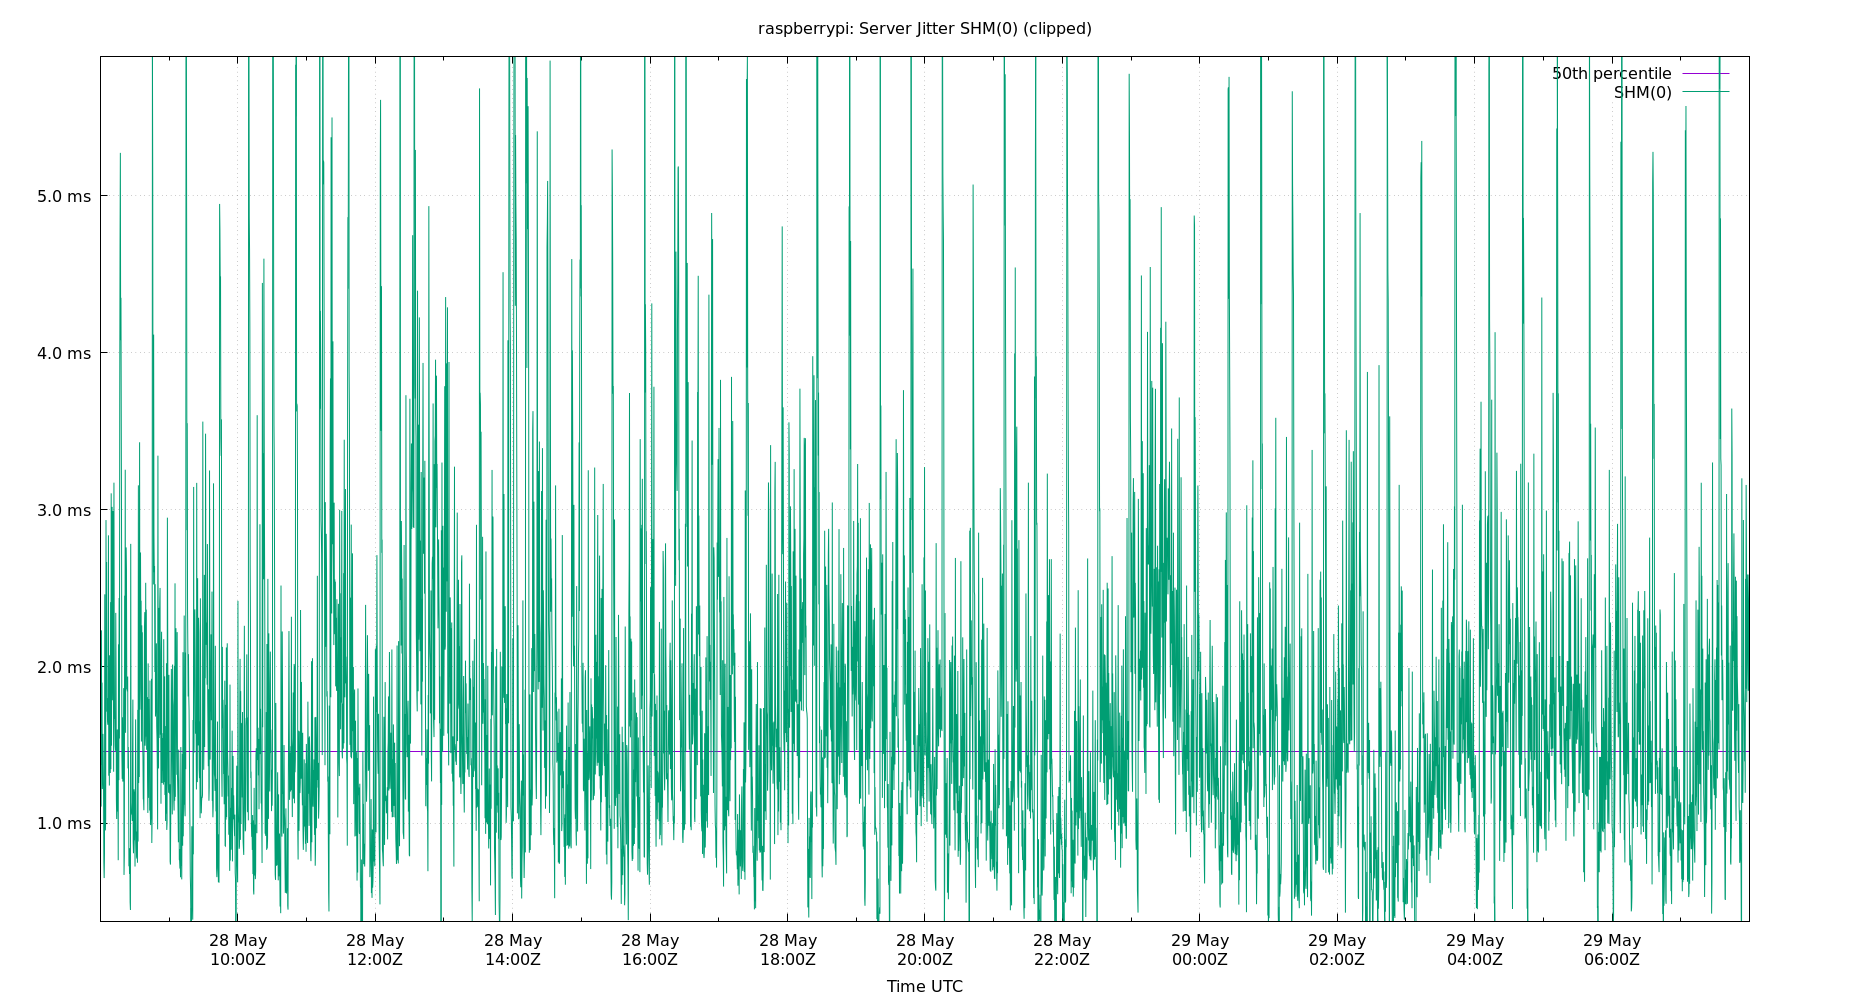 raspberrypi: Server Jitter SHM(0) (clipped)
50th percentile
SHM(0)
5.0 ms
4.0 ms
3.0 ms
2.0 ms
1.0 ms
28 May 28 May 28 May 28 May 28 May 28 May 28 May 29 May 29 May 29 May 29 May
10:00Z 12:00Z 14:00Z 16:00Z 18:00Z 20:00Z 22:00Z 00:00Z 02:00Z 04:00Z 06:00Z
Time UTC